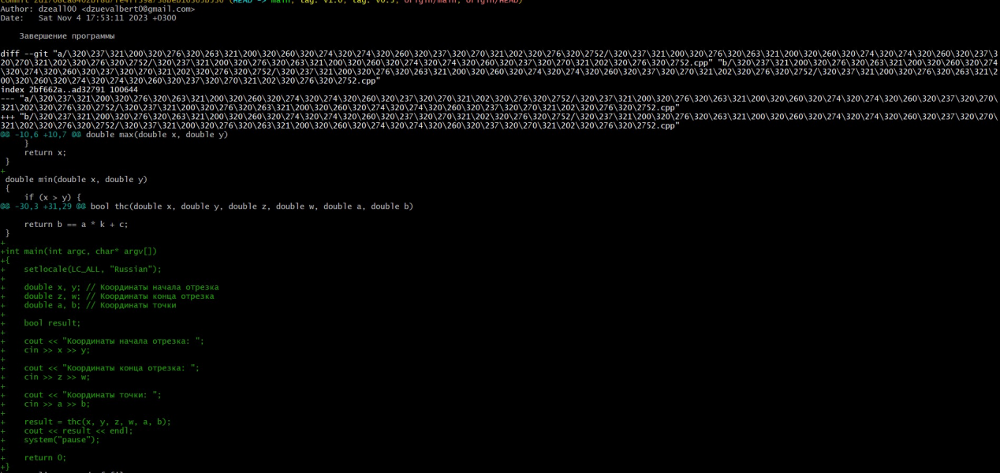 (HEAD -> main, tag: v1.0, tag: v0.5, origin/main, origin/HEAD)
Author: dzeall00 <dzuevalbert0@gmail.com>
Date:   Sat Nov 4 17:53:11 2023 +0300
Завершение программы
diff --git "a/\320\237\321\200\320\276\320\263\321\200\320\260\320\274\320\274\320\260\320\237\320\270\321\202\320\276\320\2752/\320\237\321\200\320\276\320\263\321\200\320\260\320\274\320\274\320\260\320\237\3
20\270\321\202\320\276\320\2752/\320\237\321\200\320\276\320\263\321\200\320\260\320\274\320\274\320\260\320\237\320\270\321\202\320\276\320\2752.cpp" "b/\320\237\321\200\320\276\320\263\321\200\320\260\320\274
\320\274\320\260\320\237\320\270\321\202\320\276\320\2752/\320\237\321\200\320\276\320\263\321\200\320\260\320\274\320\274\320\260\320\237\320\270\321\202\320\276\320\2752/\320\237\321\200\320\276\320\263\321\2
00\320\260\320\274\320\274\320\260\320\237\320\270\321\202\320\276\320\2752.cpp"
index 2bf662a..ad32791 100644
--- "a/\320\237\321\200\320\276\320\263\321\200\320\260\320\274\320\274\320\260\320\237\320\270\321\202\320\276\320\2752/\320\237\321\200\320\276\320\263\321\200\320\260\320\274\320\274\320\260\320\237\320\270\
321\202\320\276\320\2752/\320\237\321\200\320\276\320\263\321\200\320\260\320\274\320\274\320\260\320\237\320\270\321\202\320\276\320\2752.cpp"
+++ "b/\320\237\321\200\320\276\320\263\321\200\320\260\320\274\320\274\320\260\320\237\320\270\321\202\320\276\320\2752/\320\237\321\200\320\276\320\263\321\200\320\260\320\274\320\274\320\260\320\237\320\270\
321\202\320\276\320\2752/\320\237\321\200\320\276\320\263\321\200\320\260\320\274\320\274\320\260\320\237\320\270\321\202\320\276\320\2752.cpp"
@@ -10,6 +10,7 @@ double max(double x, double y)
     }
     return x;
 }
+
 double min(double x, double y)
 {
     if (x > y) {
@@ -30,3 +31,29 @@ bool thc(double x, double y, double z, double w, double a, double b)
     return b == a * k + c;
 }
+
+int main(int argc, char* argv[])
+{
+    setlocale(LC_ALL, "Russian");
+
+    double x, y; // Координаты начала отрезка
+    double z, w; // Координаты конца отрезка
+    double a, b; // Координаты точки
+
+    bool result;
+
+    cout << "Координаты начала отрезка: ";
+    cin >> x >> y;
+
+    cout << "Координаты конца отрезка: ";
+    cin >> z >> w;
+
+    cout << "Координаты точки: ";
+    cin >> a >> b;
+
+    result = thc(x, y, z, w, a, b);
+    cout << result << endl;
+    system("pause");
+
+    return 0;
+}